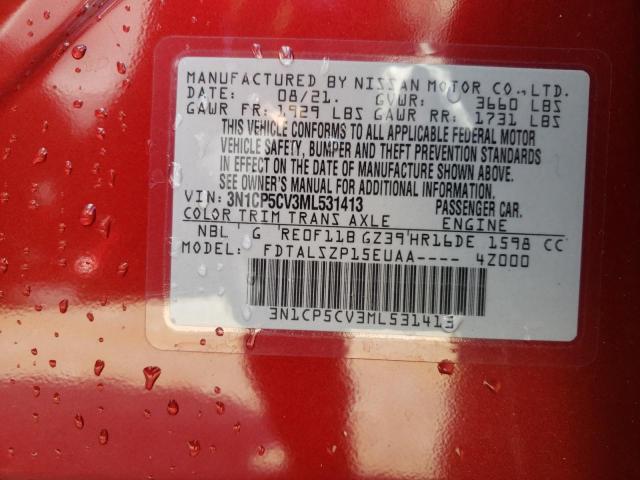 MANUFACTURED BY NISSAN MOTOR CO., LTD.
DATE: 08/21. GVWR: 3660 LBS
GAWR FR: 1929 LBS GAWR RR: 1731 LBS
THIS VEHICLE CONFORMS TO ALL APPLICABLE FEDERAL MOTOR
VEHICLE SAFETY, BUMPER AND THEFT PREVENTION STANDARDS
IN EFFECT ON THE DATE OF MANUFACTURE SHOWN ABOVE.
SEE OWNER'S MANUAL FOR ADDITIONAL INFORMATION.
VIN: 3N1CP5CV3ML531413 PASSENGER CAR.
COLOR TRIM TRANS AXLE ENGINE
NBL G RE0F11B GZ39 HR16DE 1598 CC
MODEL: FDTALSZP15EUAA---- 4Z000
3N1CP5CV3ML531413